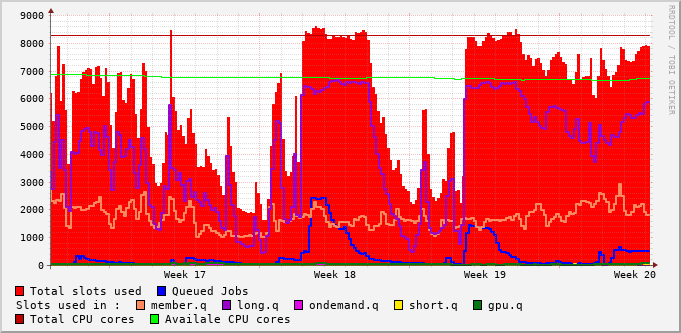 RRDTOOL / TOBI OETIKER
9000
8000
7000
6000
5000
4000
3000
2000
1000
0
Week 17 Week 18 Week 19 Week 20
Total slots used Queued Jobs
Slots used in : member.q long.q ondemand.q short.q gpu.q
Total CPU cores Availale CPU cores